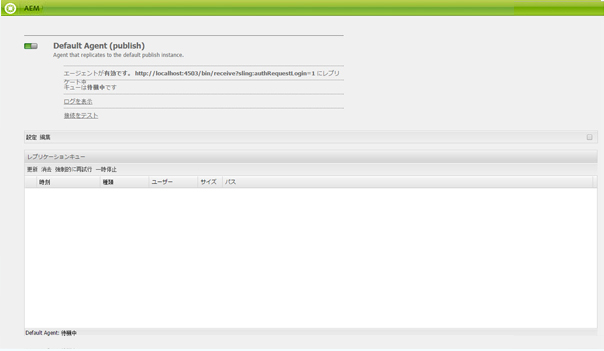 AEM
Default Agent (publish)
Agent that replicates to the default publish instance.
エージェントが有効です。 http://localhost:4503/bin/receive?sling:authRequestLogin=1 にレプリ
ケート中
キューは待機中です
ログを表示
接続をテスト
設定 編集
レプリケーションキュー
更新 消去 強制的に再試行 一時停止
時刻 種類 ユーザー サイズ パス
Default Agent: 待機中